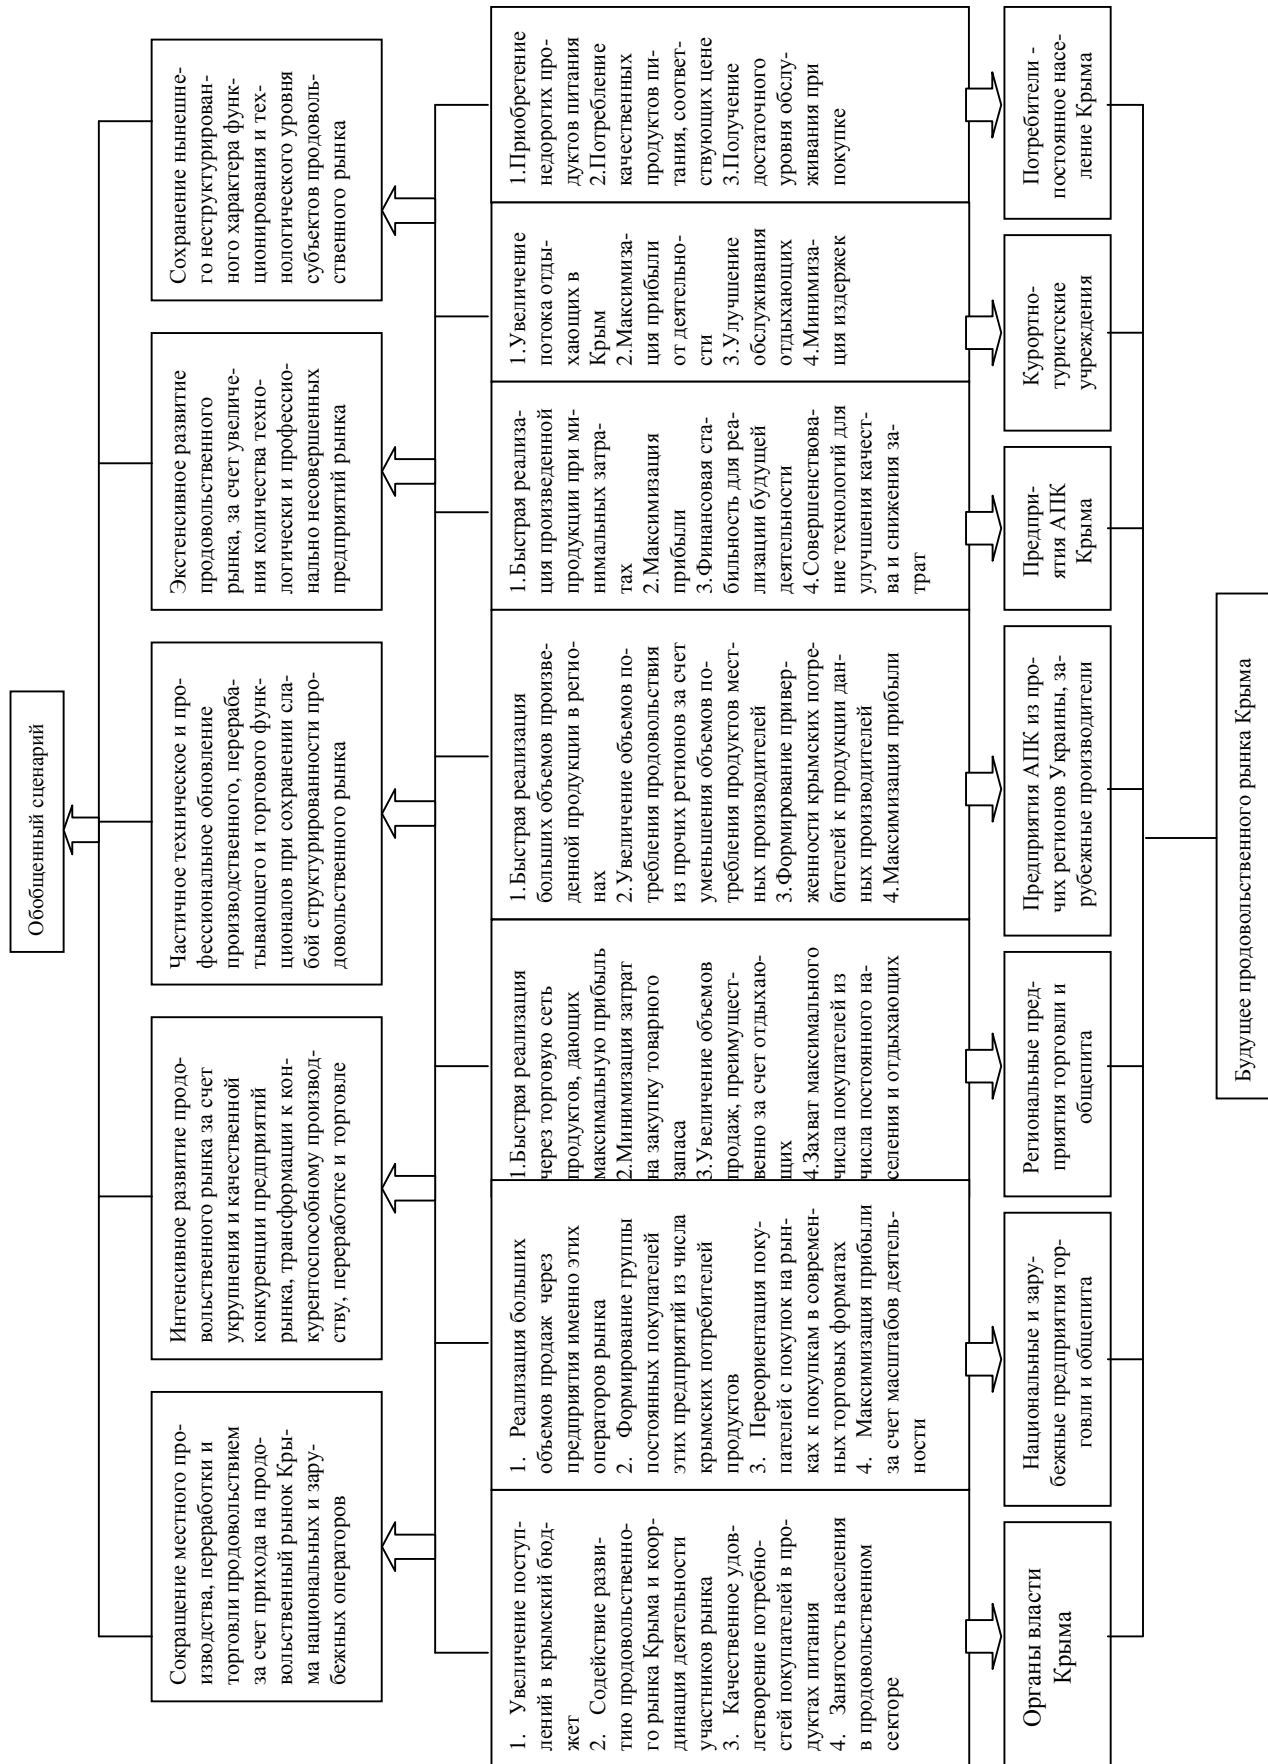 Обобщенный сценарий
Сокращение местного про-
изводства, переработки и
торговли продовольствием
за счет прихода на продо-
вольственный рынок Кры-
ма национальных и зару-
бежных операторов
Интенсивное развитие продо-
вольственного рынка за счет
укрупнения и качественной
конкуренции предприятий
рынка, трансформации к кон-
курентоспособному производ-
ству, переработке и торговле
Частичное техническое и про-
фессиональное обновление
производственного, перераба-
тывающего и торгового функ-
ционалов при сохранении сла-
бой структурированности про-
довольственного рынка
Экстенсивное развитие
продовольственного
рынка, за счет увеличе-
ния количества техно-
логически и профессио-
нально несовершенных
предприятий рынка
Сохранение нынешне-
го неструктурирован-
ного характера функ-
ционирования и тех-
нологического уровня
субъектов продоволь-
ственного рынка
1. Увеличение поступ-
лений в крымский бюд-
жет
2. Содействие разви-
тию продовольственно-
го рынка Крыма и коор-
динация деятельности
участников рынка
3. Качественное удов-
летворение потребно-
стей покупателей в про-
дуктах питания
4. Занятость населения
в продовольственном
секторе
1. Реализация больших
объемов продаж через
предприятия именно этих
операторов рынка
2. Формирование группы
постоянных покупателей
этих предприятий из числа
крымских потребителей
продуктов
3. Переориентация поку-
пателей с покупок на рын-
ках к покупкам в современ-
ных торговых форматах
4. Максимизация прибыли
за счет масштабов деятель-
ности
1.Быстрая реализация
через торговую сеть
продуктов, дающих
максимальную прибыль
2.Минимизация затрат
на закупку товарного
запаса
3.Увеличение объемов
продаж, преимущест-
венно за счет отдыхаю-
щих
4.Захват максимального
числа покупателей из
числа постоянного на-
селения и отдыхающих
1.Быстрая реализация
больших объемов произве-
денной продукции в регио-
нах
2.Увеличение объемов по-
требления продовольствия
из прочих регионов за счет
уменьшения объемов по-
требления продуктов мест-
ных производителей
3.Формирование привер-
женности крымских потре-
бителей к продукции дан-
ных производителей
4.Максимизация прибыли
1.Быстрая реализа-
ция произведенной
продукции при ми-
нимальных затра-
тах
2.Максимизация
прибыли
3.Финансовая ста-
бильность для реа-
лизации будущей
деятельности
4.Совершенствова-
ние технологий для
улучшения качест-
ва и снижения за-
трат
1.Увеличение
потока отды-
хающих в
Крым
2.Максимиза-
ция прибыли
от деятельно-
сти
3.Улучшение
обслуживания
отдыхающих
4.Минимиза-
ция издержек
1.Приобретение
недорогих про-
дуктов питания
2.Потребление
качественных
продуктов пи-
тания, соответ-
ствующих цене
3.Получение
достаточного
уровня обслу-
живания при
покупке
Органы власти
Крыма
Национальные и зару-
бежные предприятия тор-
говли и общепита
Региональные пред-
приятия торговли и
общепита
Предприятия АПК из про-
чих регионов Украины, за-
рубежные производители
Предпри-
ятия АПК
Крыма
Курортно-
туристские
учреждения
Потребители -
постоянное насе-
ление Крыма
Будущее продовольственного рынка Крыма